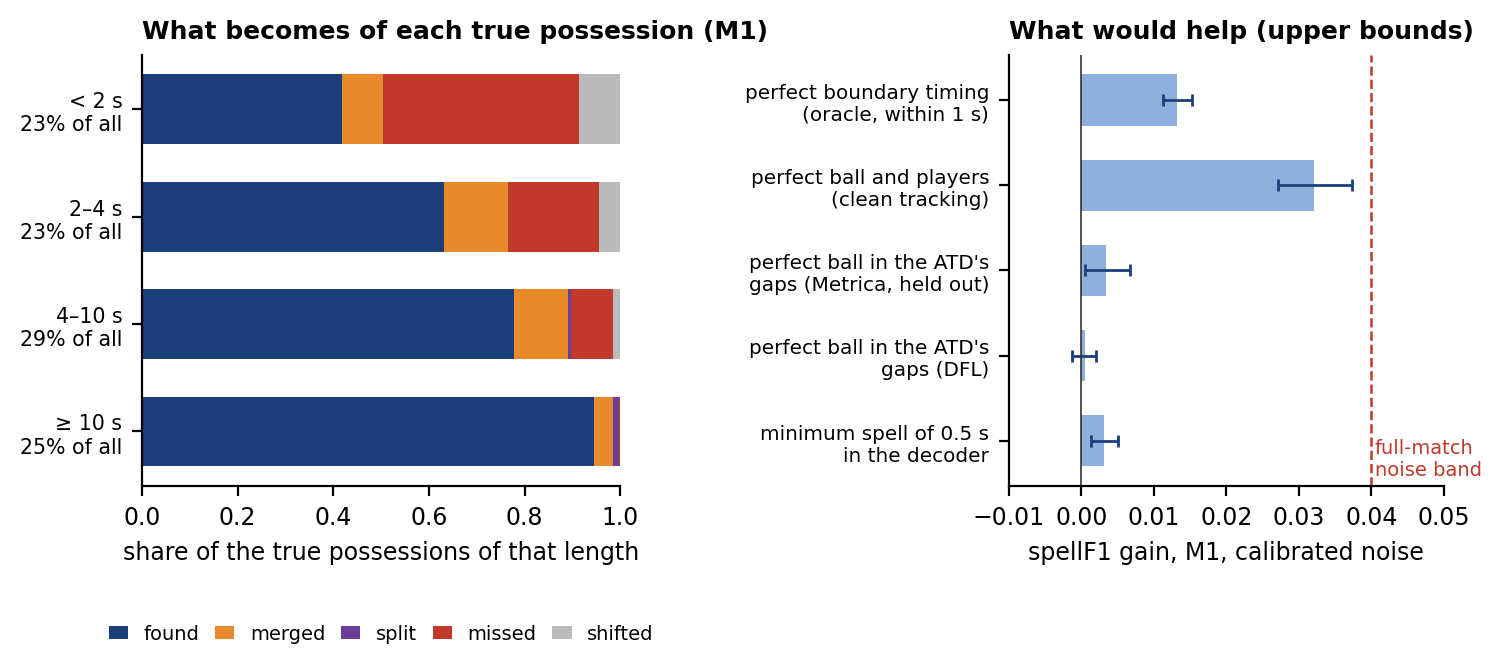 What becomes of each true possession (M1)
< 2 s
23% of all
2–4 s
23% of all
4–10 s
29% of all
≥ 10 s
25% of all
0.0 0.2 0.4 0.6 0.8 1.0
share of the true possessions of that length
found merged split missed shifted
What would help (upper bounds)
perfect boundary timing
(oracle, within 1 s)
perfect ball and players
(clean tracking)
perfect ball in the ATD's
gaps (Metrica, held out)
perfect ball in the ATD's
gaps (DFL)
minimum spell of 0.5 s
in the decoder
full-match
noise band
−0.01 0.00 0.01 0.02 0.03 0.04 0.05
spellF1 gain, M1, calibrated noise